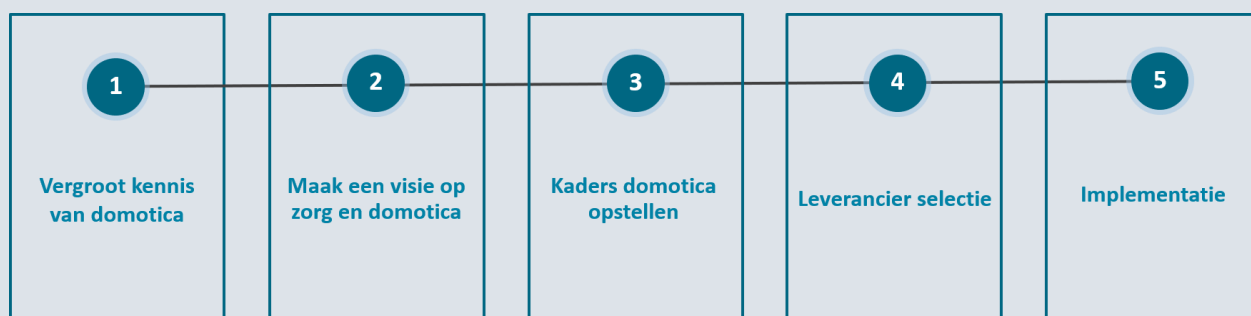 1
2
3
4
5
Vergroot kennis
van domotica
Maak een visie op
zorg en domotica
Kaders domotica
opstellen
Leverancier selectie
Implementatie